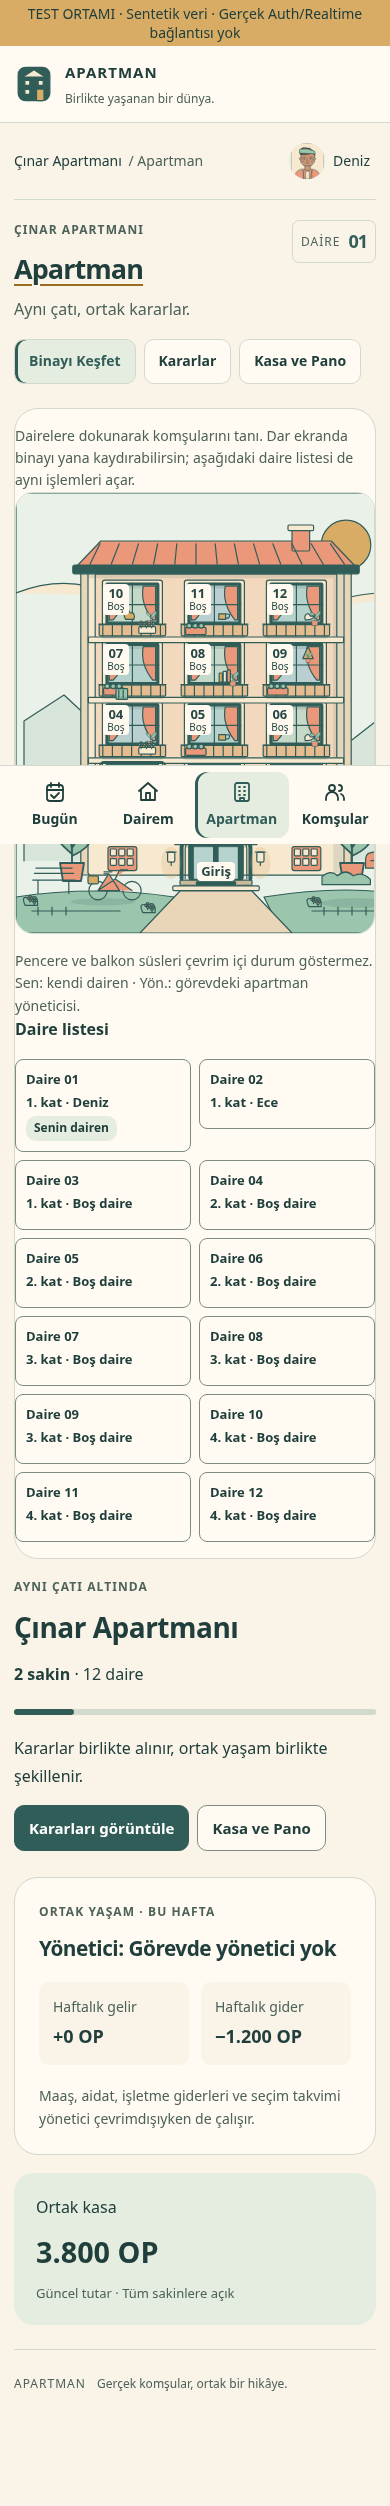 TEST ORTAMI · Sentetik veri · Gerçek Auth/Realtime
bağlantısı yok
APARTMAN
Birlikte yaşanan bir dünya.
Çınar Apartmanı / Apartman
Deniz
ÇINAR APARTMANI
DAİRE 01
Apartman
Aynı çatı, ortak kararlar.
Binayı Keşfet
Kararlar
Kasa ve Pano
Dairelere dokunarak komşularını tanı. Dar ekranda
binayı yana kaydırabilirsin; aşağıdaki daire listesi de
aynı işlemleri açar.
10
Boş
11
Boş
12
Boş
07
Boş
08
Boş
09
Boş
04
Boş
05
Boş
06
Boş
Bugün
Dairem
Apartman
Komşular
Giriş
Pencere ve balkon süsleri çevrim içi durum göstermez.
Sen: kendi dairen · Yön.: görevdeki apartman
yöneticisi.
Daire listesi
Daire 01
1. kat · Deniz
Senin dairen
Daire 02
1. kat · Ece
Daire 03
1. kat · Boş daire
Daire 04
2. kat · Boş daire
Daire 05
2. kat · Boş daire
Daire 06
2. kat · Boş daire
Daire 07
3. kat · Boş daire
Daire 08
3. kat · Boş daire
Daire 09
3. kat · Boş daire
Daire 10
4. kat · Boş daire
Daire 11
4. kat · Boş daire
Daire 12
4. kat · Boş daire
AYNI ÇATI ALTINDA
Çınar Apartmanı
2 sakin · 12 daire
Kararlar birlikte alınır, ortak yaşam birlikte
şekillenir.
Kararları görüntüle
Kasa ve Pano
ORTAK YAŞAM · BU HAFTA
Yönetici: Görevde yönetici yok
Haftalık gelir
+0 OP
Haftalık gider
−1.200 OP
Maaş, aidat, işletme giderleri ve seçim takvimi
yönetici çevrimdışıyken de çalışır.
Ortak kasa
3.800 OP
Güncel tutar · Tüm sakinlere açık
APARTMAN Gerçek komşular, ortak bir hikâye.